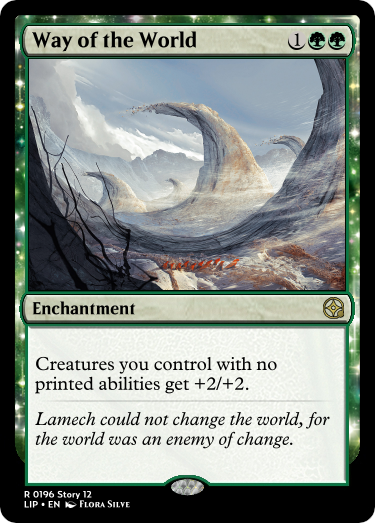 Way of the World 1
Enchantment
Creatures you control with no
printed abilities get +2/+2.
Lamech could not change the world, for
the world was an enemy of change.
R 0196 Story 12
LIP • EN Flora Silve